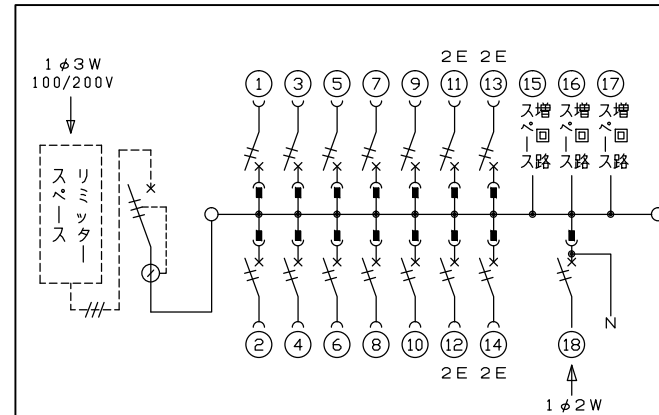 1φ3W
100/200V
リミッター
スペース
2E 2E
① ③ ⑤ ⑦ ⑨ ⑪ ⑬ ⑮ ⑯ ⑰
増回路
スペース
増回路
スペース
増回路
スペース
N
② ④ ⑥ ⑧ ⑩ ⑫ ⑭ ⑱
2E 2E
1φ2W